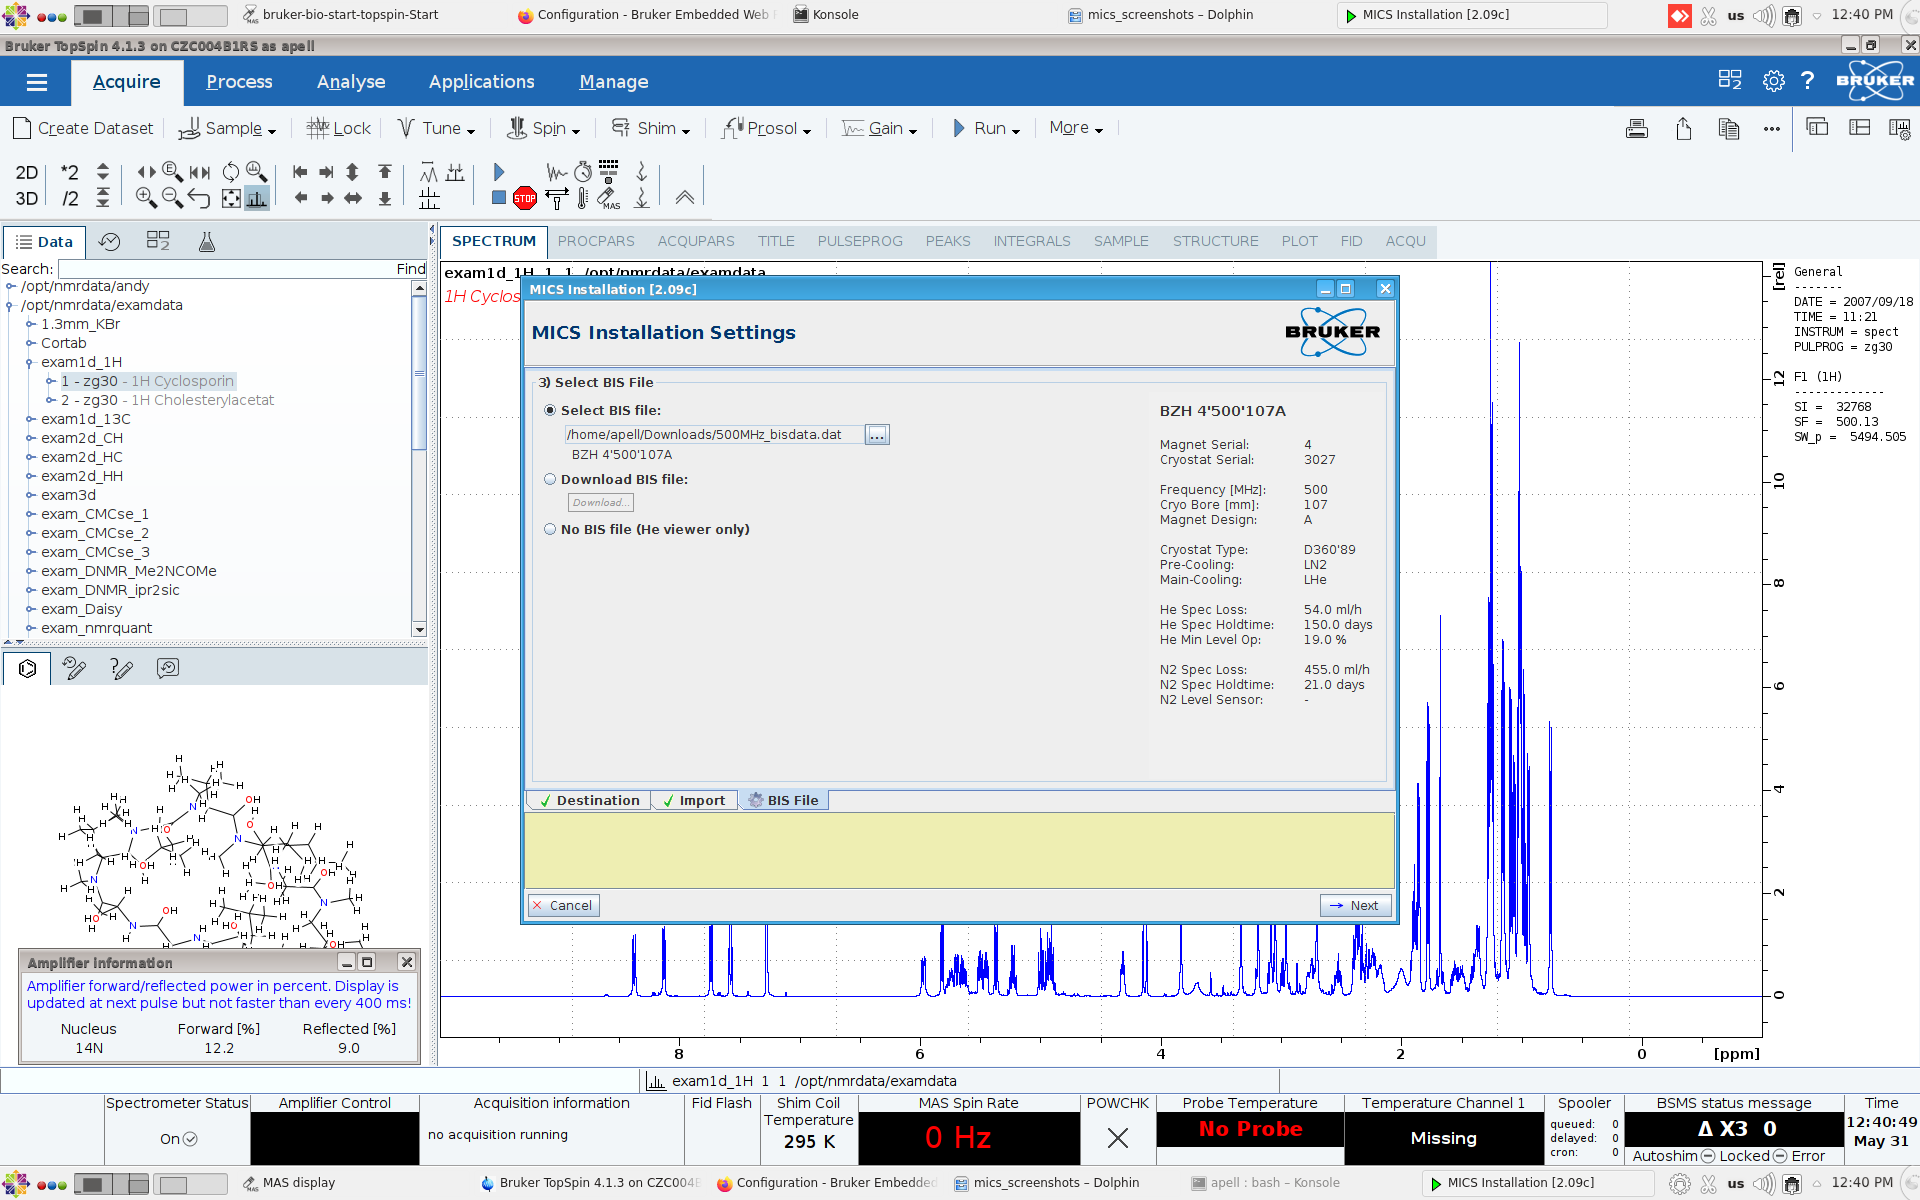 bruker-bio-start-topspin-Start
Configuration - Bruker Embedded Web
Konsole
mics_screenshots – Dolphin
MICS Installation [2.09c]
us
12:40 PM
Bruker TopSpin 4.1.3 on CZC004B1RS as apell
Acquire Process Analyse Applications Manage
BRUKER
Create Dataset Sample Lock Tune Spin Shim Prosol Gain Run More
2D *2
3D /2
STOP
MAS
Data
SPECTRUM PROCPARS ACQUPARS TITLE PULSEPROG PEAKS INTEGRALS SAMPLE STRUCTURE PLOT FID ACQU
Search: Find
/opt/nmrdata/andy
/opt/nmrdata/examdata
1.3mm_KBr
Cortab
exam1d_1H
1 - zg30 - 1H Cyclosporin
2 - zg30 - 1H Cholesterylacetat
exam1d_13C
exam2d_CH
exam2d_HC
exam2d_HH
exam3d
exam_CMCse_1
exam_CMCse_2
exam_CMCse_3
exam_DNMR_Me2NCOMe
exam_DNMR_ipr2sic
exam_Daisy
exam_nmrquant
exam1d_1H 1 1 /opt/nmrdata/examdata
1H Cyclos
MICS Installation [2.09c]
MICS Installation Settings
BRUKER
3) Select BIS File
Select BIS file:
/home/apell/Downloads/500MHz_bisdata.dat ...
BZH 4'500'107A
Download BIS file:
Download...
No BIS file (He viewer only)
BZH 4'500'107A
Magnet Serial: 4
Cryostat Serial: 3027
Frequency [MHz]: 500
Cryo Bore [mm]: 107
Magnet Design: A
Cryostat Type: D360'89
Pre-Cooling: LN2
Main-Cooling: LHe
He Spec Loss: 54.0 ml/h
He Spec Holdtime: 150.0 days
He Min Level Op: 19.0 %
N2 Spec Loss: 455.0 ml/h
N2 Spec Holdtime: 21.0 days
N2 Level Sensor: -
Destination Import BIS File
Cancel Next
[rel]
12
10
8
6
4
2
0
8 6 4 2 0 [ppm]
General
-------
DATE = 2007/09/18
TIME = 11:21
INSTRUM = spect
PULPROG = zg30
F1 (1H)
-------------
SI = 32768
SF = 500.13
SW_p = 5494.505
Amplifier information
Amplifier forward/reflected power in percent. Display is
updated at next pulse but not faster than every 400 ms!
Nucleus Forward [%] Reflected [%]
14N 12.2 9.0
exam1d_1H 1 1 /opt/nmrdata/examdata
Spectrometer Status
On
Amplifier Control
Acquisition information
no acquisition running
Fid Flash
Shim Coil
Temperature
295 K
MAS Spin Rate
0 Hz
POWCHK
Probe Temperature
No Probe
Temperature Channel 1
Missing
Spooler
queued: 0
delayed: 0
cron: 0
BSMS status message
Δ X3 0
Autoshim Locked Error
Time
12:40:49
May 31
MAS display
Bruker TopSpin 4.1.3 on CZC004B
Configuration - Bruker Embedded
mics_screenshots – Dolphin
apell : bash – Konsole
MICS Installation [2.09c]
us
12:40 PM